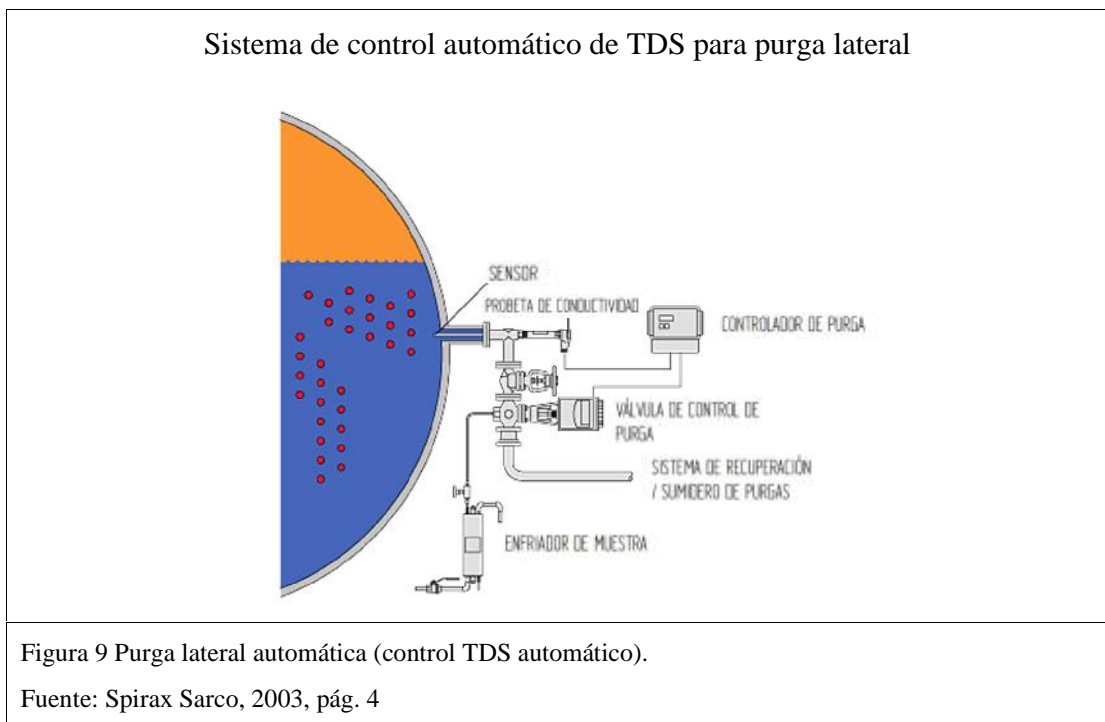 Sistema de control automático de TDS para purga lateral
SENSOR
PROBETA DE CONDUCTIVIDAD
CONTROLADOR DE PURGA
VÁLVULA DE CONTROL DE
PURGA
SISTEMA DE RECUPERACIÓN
/ SUMIDERO DE PURGAS
ENFRIADOR DE MUESTRA
Figura 9 Purga lateral automática (control TDS automático).
Fuente: Spirax Sarco, 2003, pág. 4